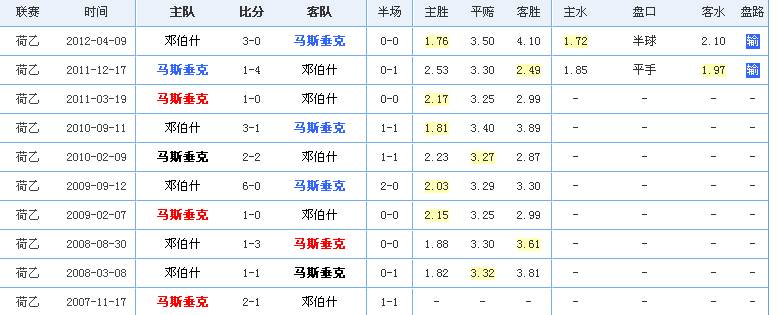 联赛 时间 主队 比分 客队 半场 主胜 平赔 客胜 主水 盘口 客水 盘路
荷乙 2012-04-09 邓伯什 3-0 马斯垂克 0-0 1.76 3.50 4.10 1.72 半球 2.10 输
荷乙 2011-12-17 马斯垂克 1-4 邓伯什 0-1 2.53 3.30 2.49 1.85 平手 1.97 输
荷乙 2011-03-19 马斯垂克 1-0 邓伯什 0-0 2.17 3.25 2.99 - - - -
荷乙 2010-09-11 邓伯什 3-1 马斯垂克 1-1 1.81 3.40 3.89 - - - -
荷乙 2010-02-09 马斯垂克 2-2 邓伯什 1-1 2.23 3.27 2.87 - - - -
荷乙 2009-09-12 邓伯什 6-0 马斯垂克 2-0 2.03 3.29 3.30 - - - -
荷乙 2009-02-07 马斯垂克 1-0 邓伯什 0-0 2.15 3.25 2.99 - - - -
荷乙 2008-08-30 邓伯什 1-3 马斯垂克 0-0 1.88 3.30 3.61 - - - -
荷乙 2008-03-08 邓伯什 1-1 马斯垂克 0-1 1.82 3.32 3.81 - - - -
荷乙 2007-11-17 马斯垂克 2-1 邓伯什 1-1 - - - - - - -